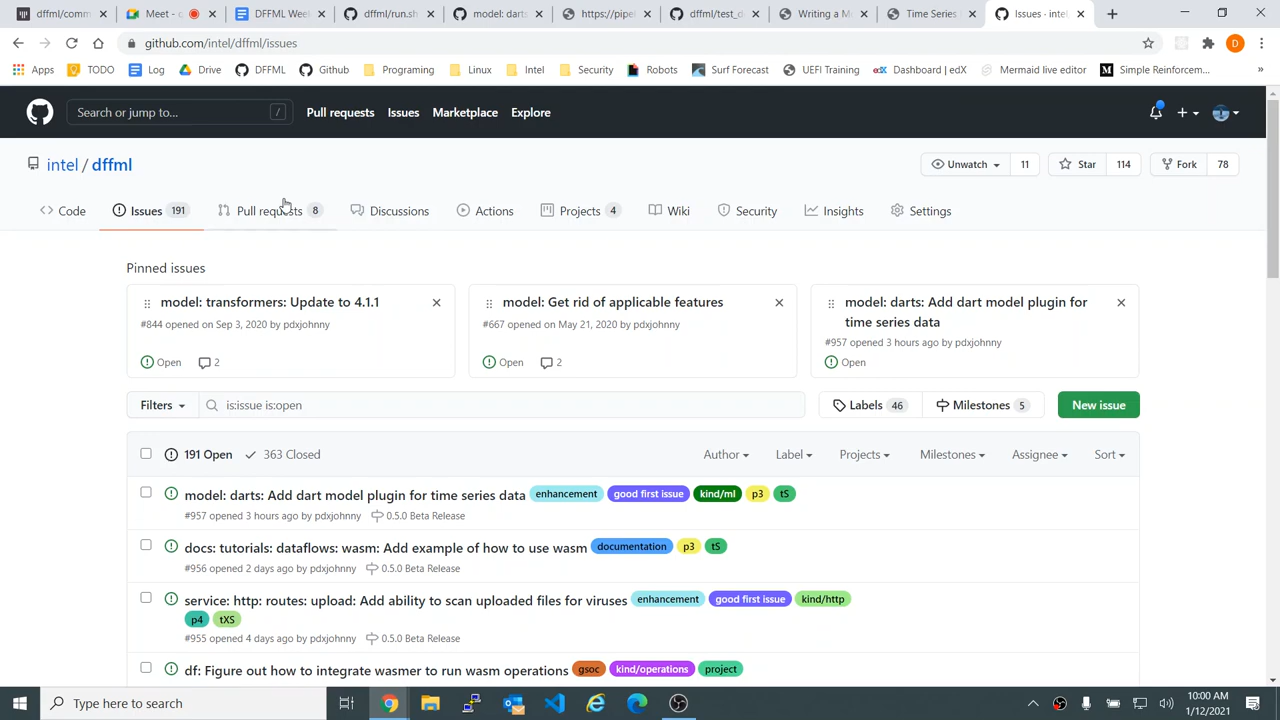 dffml/comm
Meet - q
DFFML Wee
dffml/run.sh
model: darts
https://pipel
dffml/test_d
Writing a M
Time Series
Issues - inte
github.com/intel/dffml/issues
D
Apps TODO Log Drive DFFML Github Programing Linux Intel Security Robots Surf Forecast UEFI Training edX Dashboard | edX Mermaid live editor M Simple Reinforcem... »
Search or jump to... /
Pull requests Issues Marketplace Explore
intel / dffml
Unwatch 11 Star 114 Fork 78
Code Issues 191 Pull requests 8 Discussions Actions Projects 4 Wiki Security Insights Settings
Pinned issues
model: transformers: Update to 4.1.1
#844 opened on Sep 3, 2020 by pdxjohnny
Open 2
model: Get rid of applicable features
#667 opened on May 21, 2020 by pdxjohnny
Open 2
model: darts: Add dart model plugin for
time series data
#957 opened 3 hours ago by pdxjohnny
Open
Filters is:issue is:open Labels 46 Milestones 5 New issue
191 Open 363 Closed Author Label Projects Milestones Assignee Sort
model: darts: Add dart model plugin for time series data enhancement good first issue kind/ml p3 tS
#957 opened 3 hours ago by pdxjohnny 0.5.0 Beta Release
docs: tutorials: dataflows: wasm: Add example of how to use wasm documentation p3 tS
#956 opened 2 days ago by pdxjohnny 0.5.0 Beta Release
service: http: routes: upload: Add ability to scan uploaded files for viruses enhancement good first issue kind/http
p4 tXS
#955 opened 4 days ago by pdxjohnny 0.5.0 Beta Release
df: Figure out how to integrate wasmer to run wasm operations gsoc kind/operations project
Type here to search
10:00 AM
1/12/2021